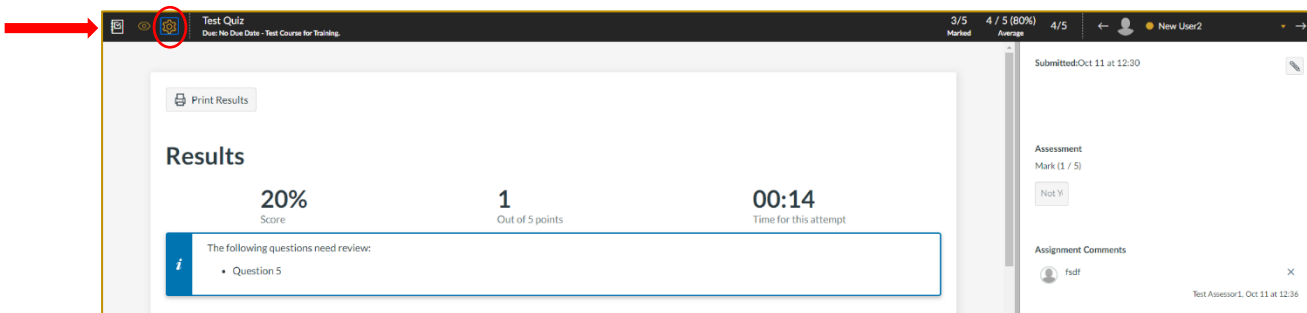 Test Quiz
Due: No Due Date - Test Course for Training.
3/5
Marked
4 / 5 (80%)
Average
4/5
New User2
Print Results
Results
20%
Score
1
Out of 5 points
00:14
Time for this attempt
The following questions need review:
• Question 5
Submitted:Oct 11 at 12:30
Assessment
Mark (1 / 5)
Not Y
Assignment Comments
fsdf
Test Assessor1, Oct 11 at 12:36